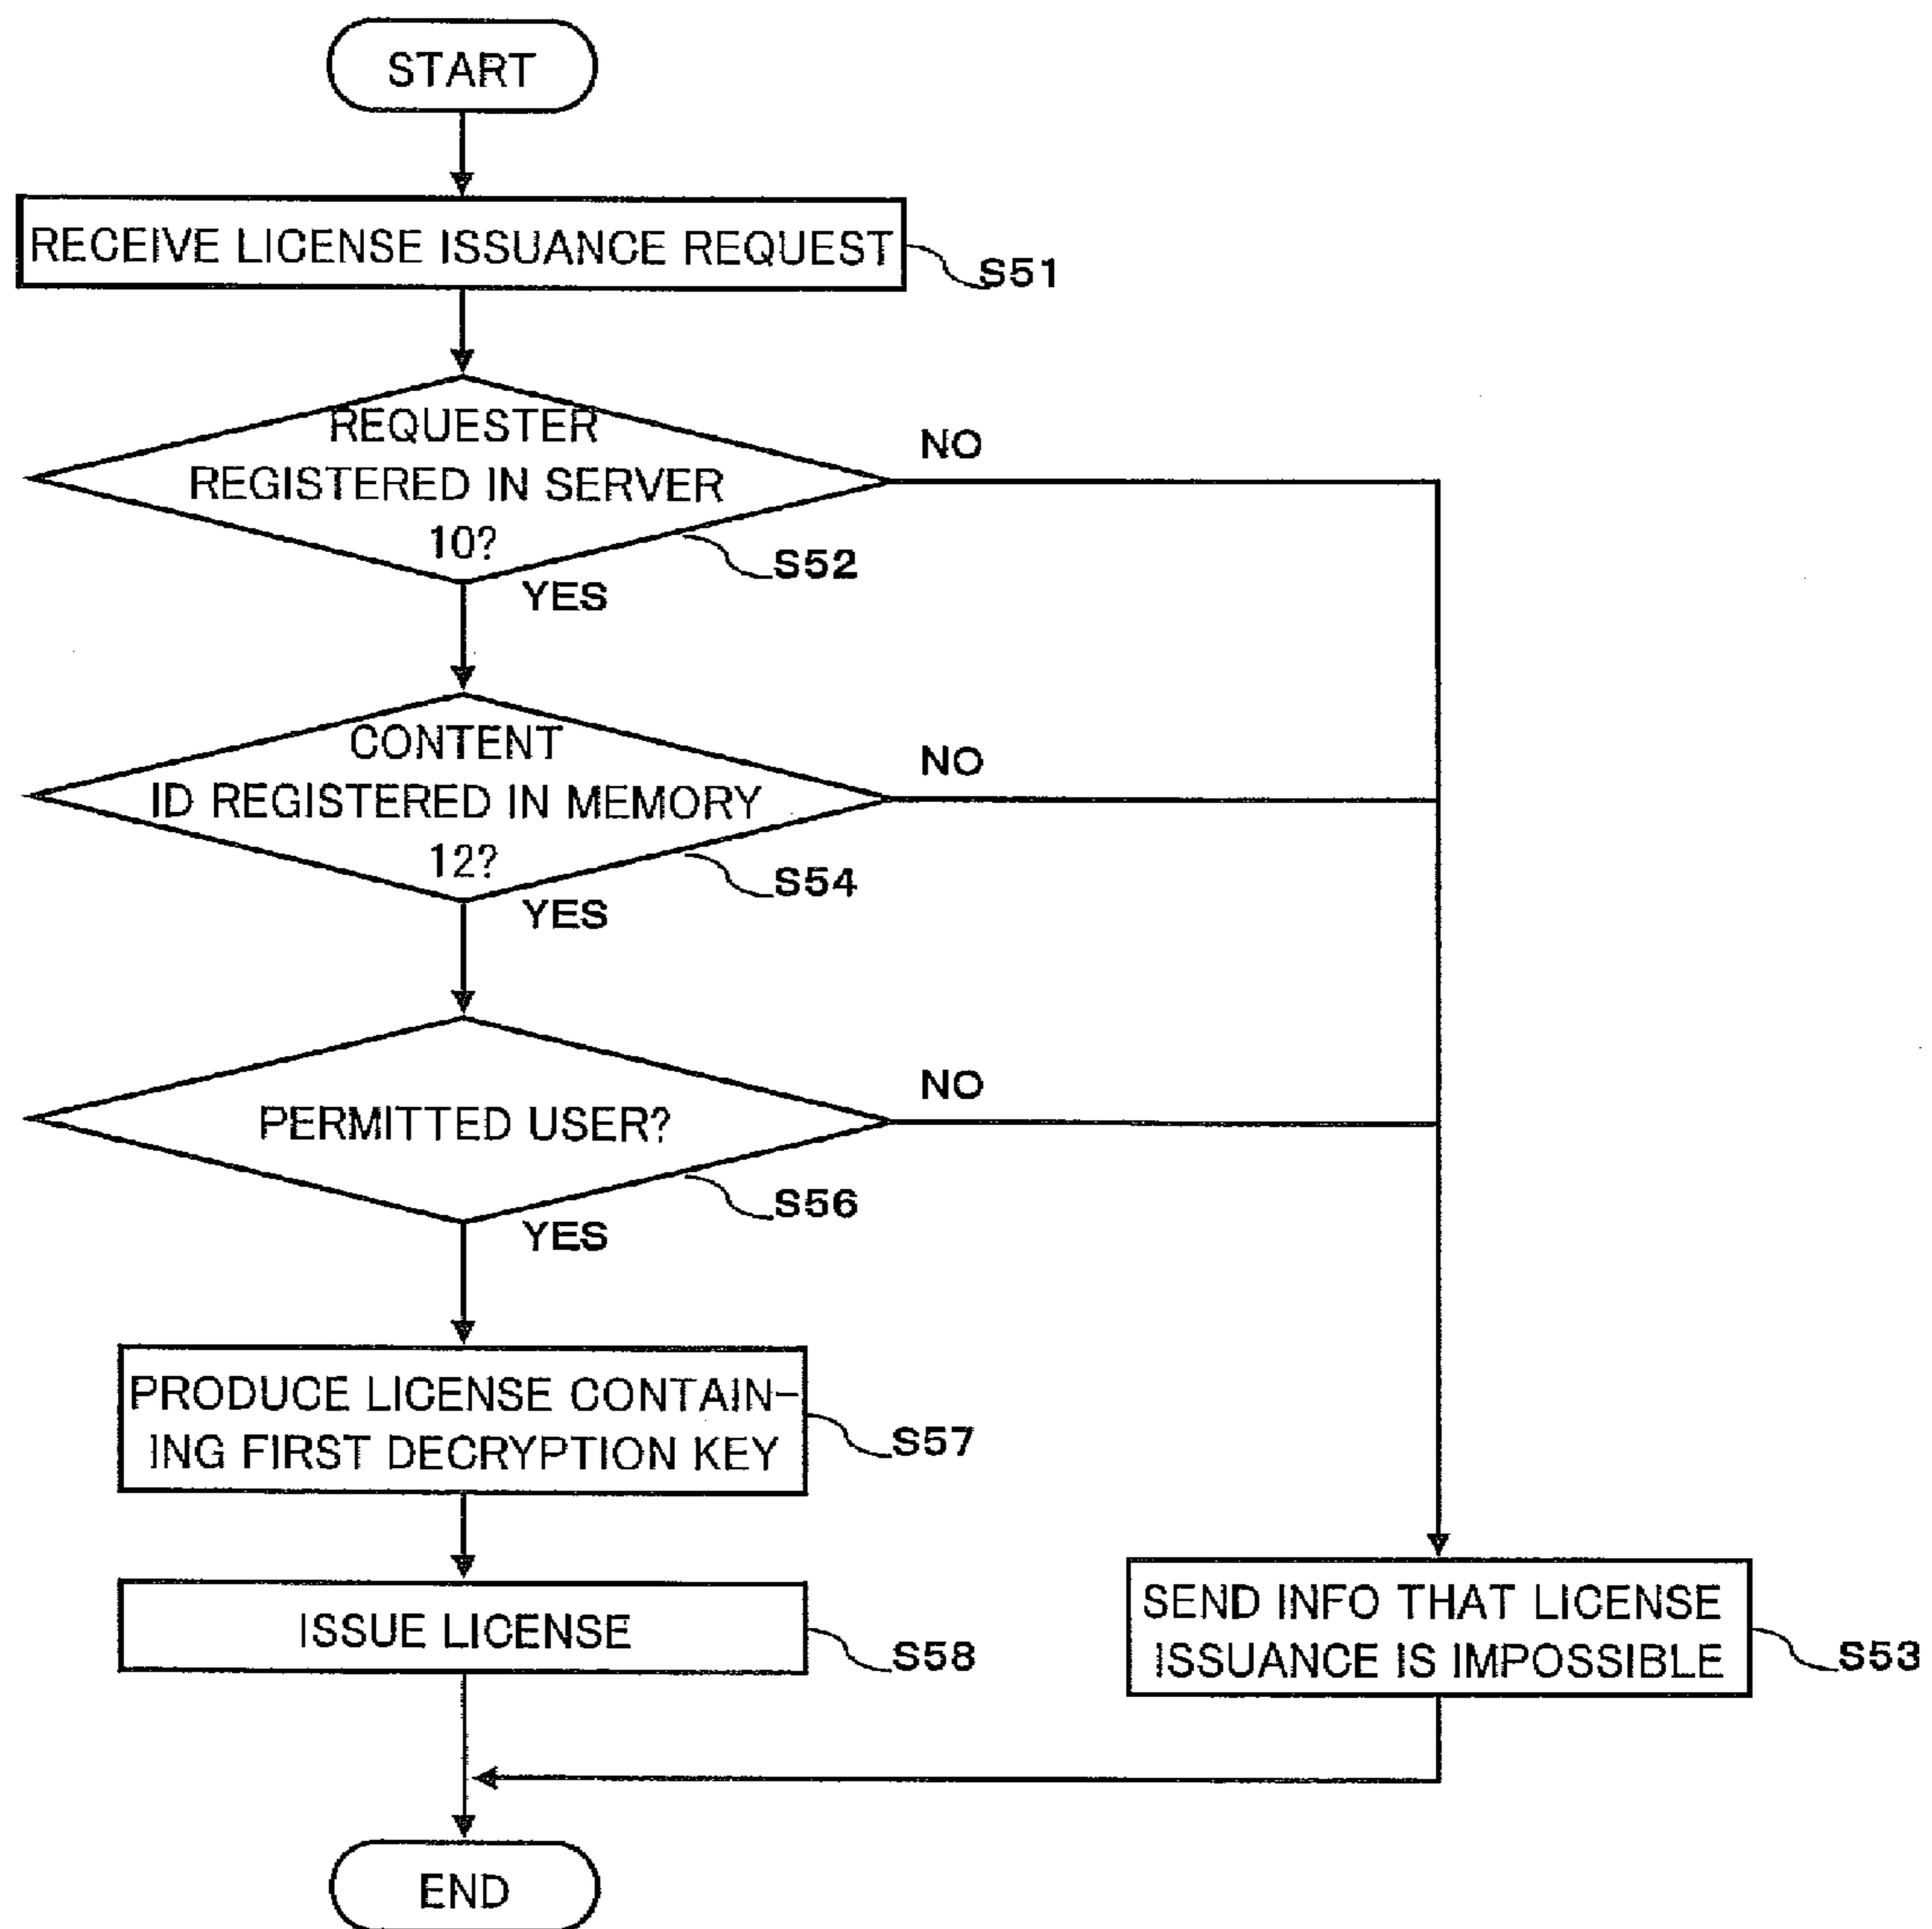 START
RECEIVE LICENSE ISSUANCE REQUEST
S51
REQUESTER
REGISTERED IN SERVER
10?
NO
S52
YES
CONTENT
ID REGISTERED IN MEMORY
12?
NO
S54
YES
PERMITTED USER?
NO
S56
YES
PRODUCE LICENSE CONTAIN-
ING FIRST DECRYPTION KEY
S57
ISSUE LICENSE
S58
SEND INFO THAT LICENSE
ISSUANCE IS IMPOSSIBLE
S53
END